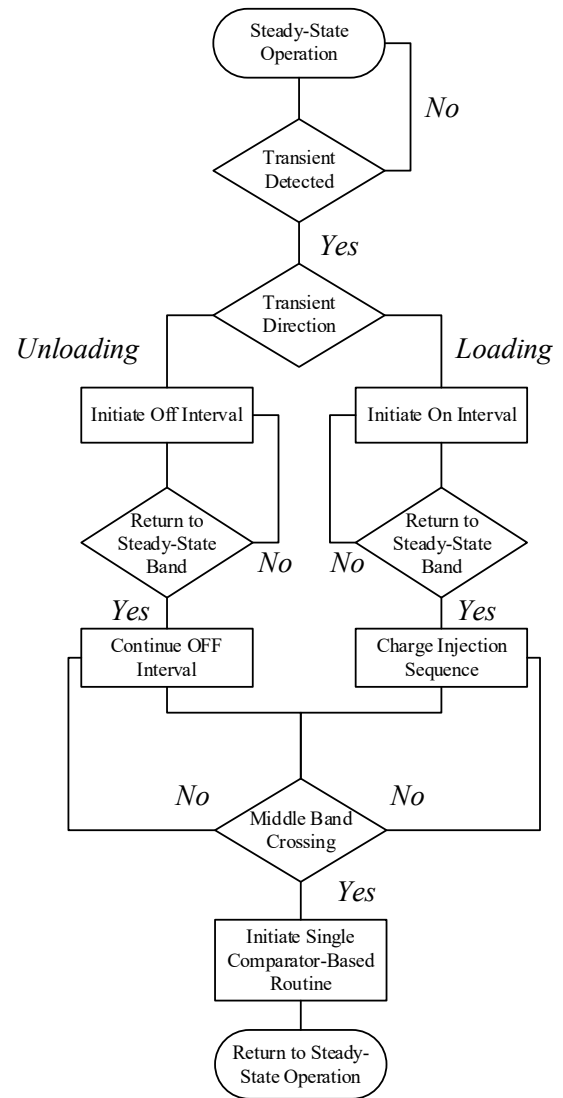 Steady-State
Operation
No
Transient
Detected
Yes
Transient
Direction
Unloading
Loading
Initiate Off Interval
Initiate On Interval
Return to
Steady-State
Band
No
Return to
Steady-State
Band
No
Yes
Yes
Continue OFF
Interval
Charge Injection
Sequence
No
No
Middle Band
Crossing
Yes
Initiate Single
Comparator-Based
Routine
Return to Steady-
State Operation